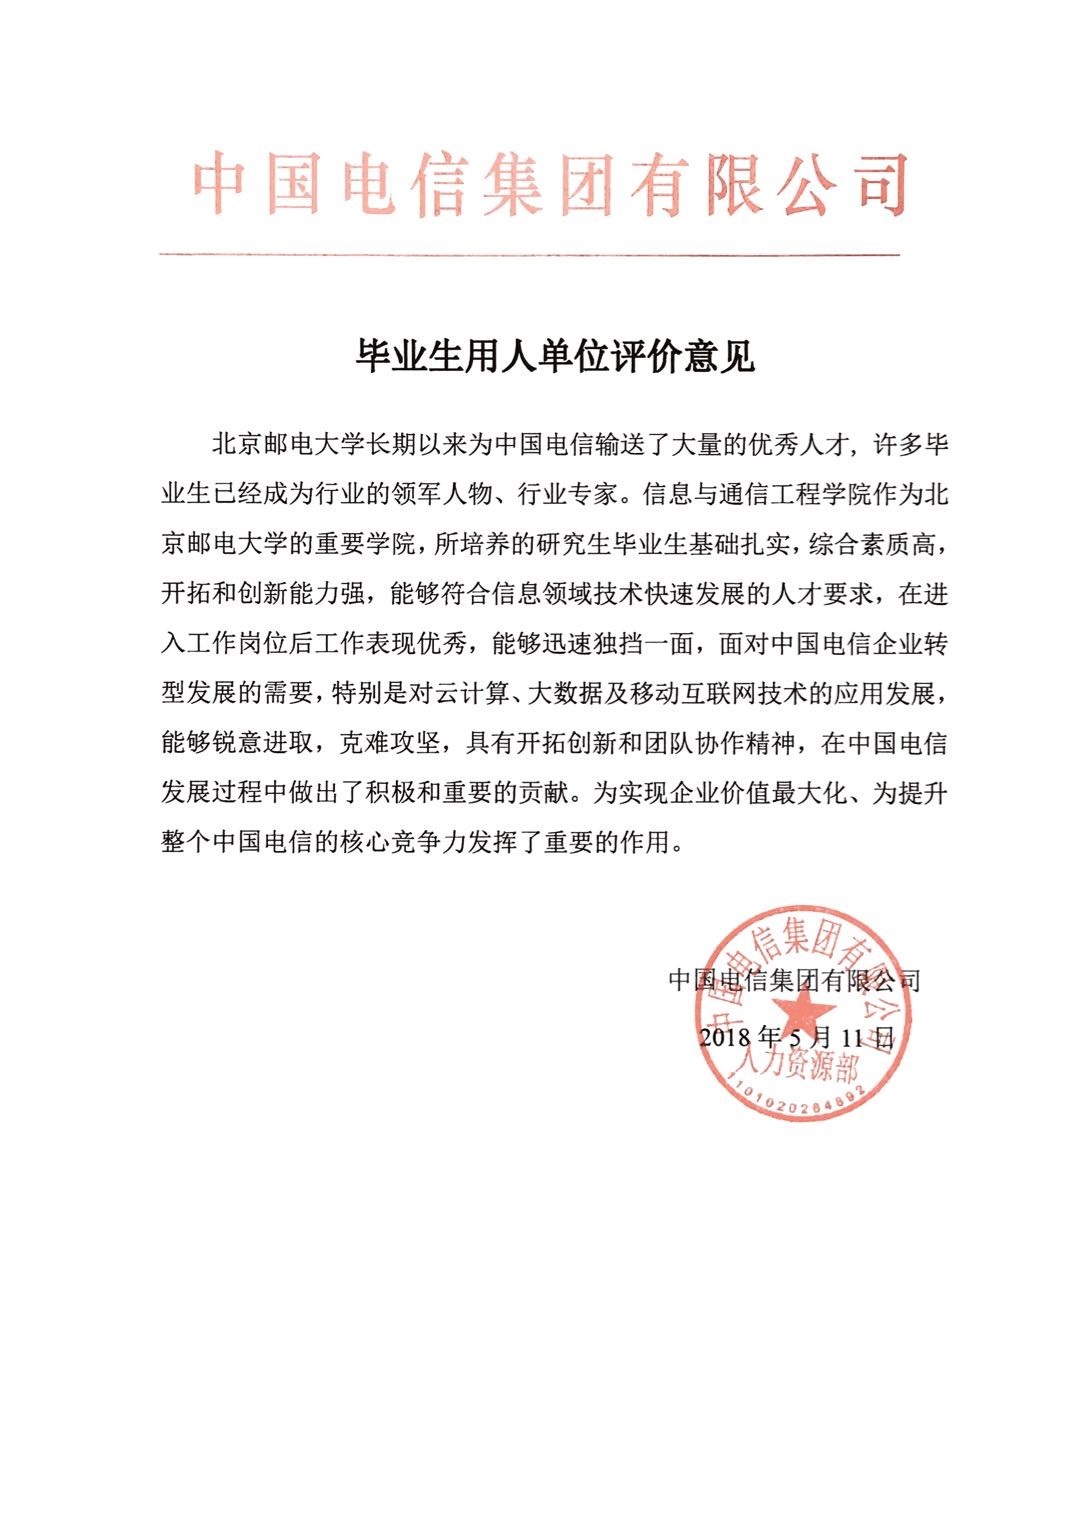 中国电信集团有限公司
毕业生用人单位评价意见
北京邮电大学长期以来为中国电信输送了大量的优秀人才，许多毕
业生已经成为行业的领军人物、行业专家。信息与通信工程学院作为北
京邮电大学的重要学院，所培养的研究生毕业生基础扎实，综合素质高，
开拓和创新能力强，能够符合信息领域技术快速发展的人才要求，在进
入工作岗位后工作表现优秀，能够迅速独挡一面，面对中国电信企业转
型发展的需要，特别是对云计算、大数据及移动互联网技术的应用发展，
能够锐意进取，克难攻坚，具有开拓创新和团队协作精神，在中国电信
发展过程中做出了积极和重要的贡献。为实现企业价值最大化、为提升
整个中国电信的核心竞争力发挥了重要的作用。
中国电信集团有限公司
2018 年 5 月 11 日
中国电信集团有限公司
人力资源部
1101020284892